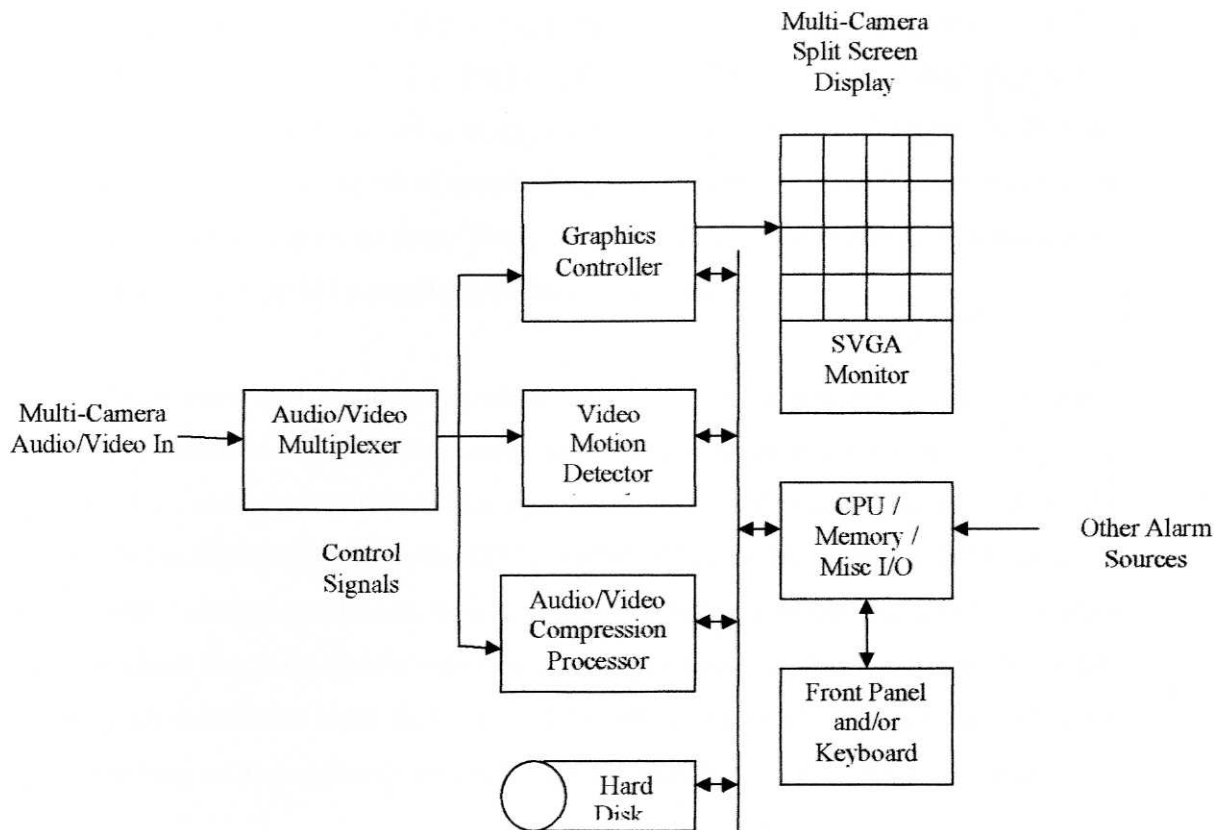 Multi-Camera
Split Screen
Display
Graphics
Controller
SVGA
Monitor
Multi-Camera
Audio/Video In
Audio/Video
Multiplexer
Video
Motion
Detector
Control
Signals
CPU /
Memory /
Misc I/O
Other Alarm
Sources
Audio/Video
Compression
Processor
Front Panel
and/or
Keyboard
Hard
Disk